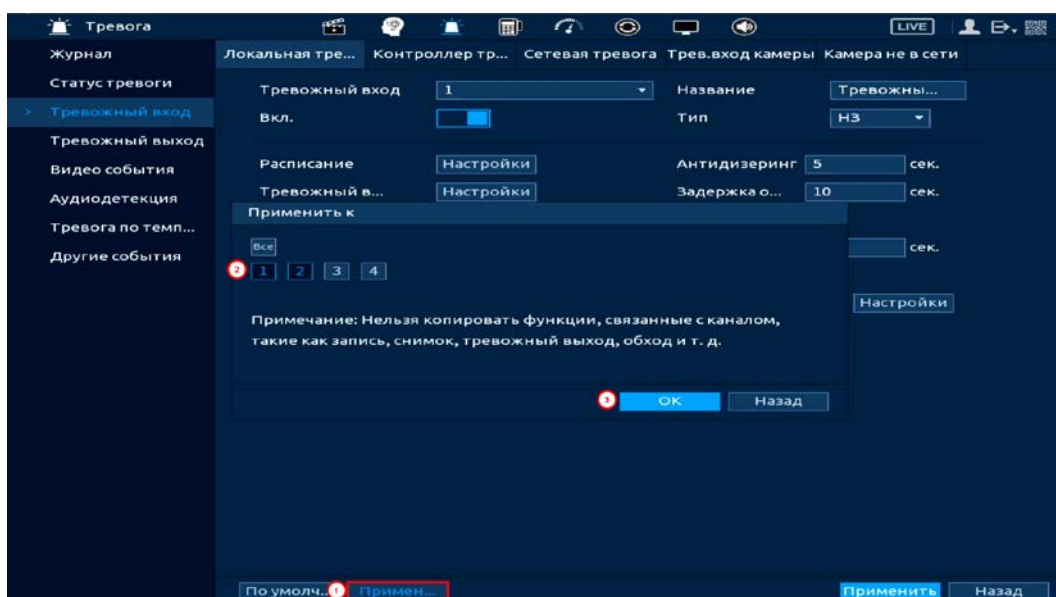 Тревога LIVE
Журнал
Статус тревоги
> Тревожный вход
Тревожный выход
Видео события
Аудиодетекция
Тревога по темп...
Другие события
Локальная тре... Контроллер тр... Сетевая тревога Трев.вход камеры Камера не в сети
Тревожный вход 1 Название Тревожны...
Вкл. Тип НЗ
Расписание Настройки Антидизеринг 5 сек.
Тревожный в... Настройки Задержка о... 10 сек.
Применить к
Все
сек.
2 1 2 3 4
Настройки
Примечание: Нельзя копировать функции, связанные с каналом,
такие как запись, снимок, тревожный выход, обход и т. д.
3 OK Назад
По умолч... 1 Примен... Применить Назад